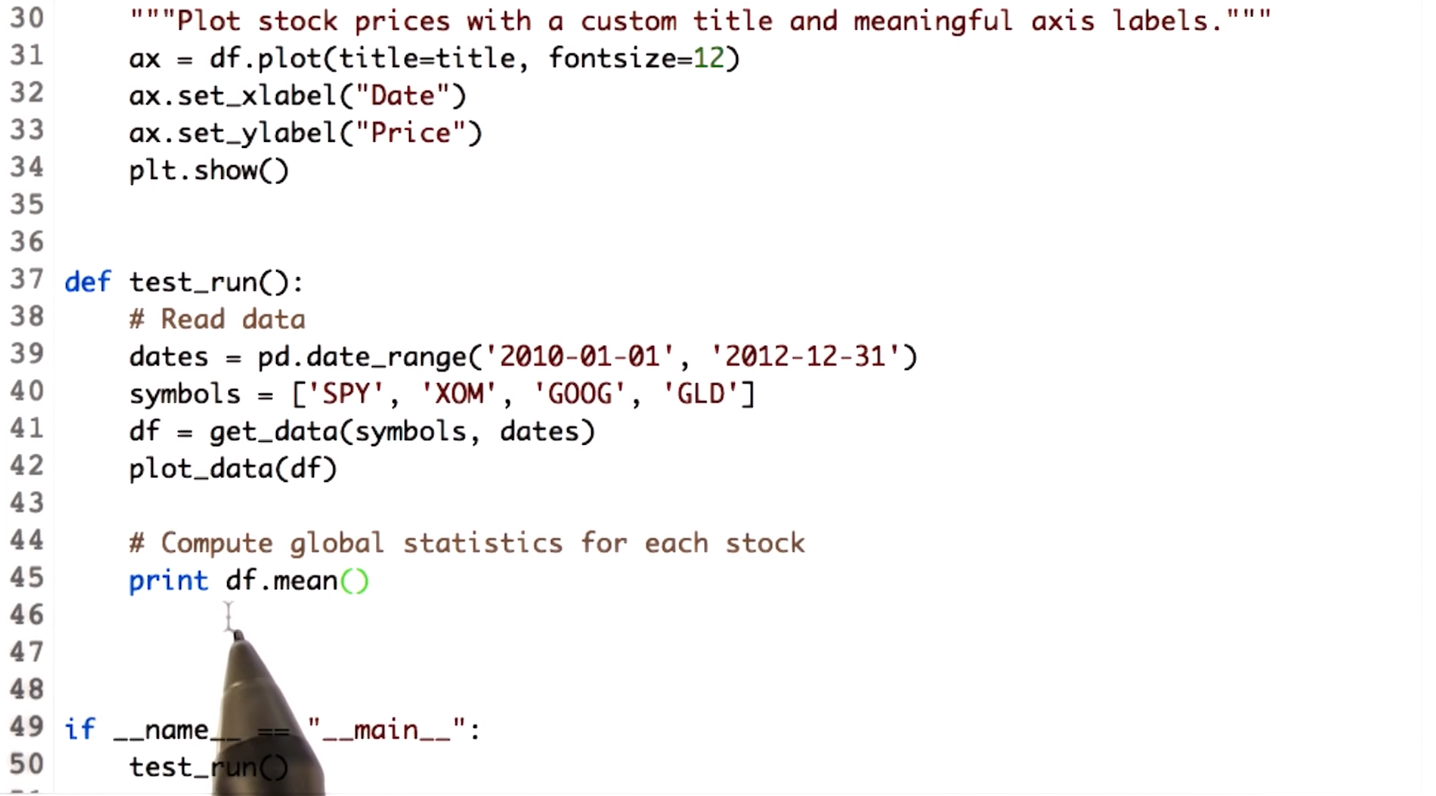 30 """Plot stock prices with a custom title and meaningful axis labels."""
31 ax = df.plot(title=title, fontsize=12)
32 ax.set_xlabel("Date")
33 ax.set_ylabel("Price")
34 plt.show()
35
36
37 def test_run():
38 # Read data
39 dates = pd.date_range('2010-01-01', '2012-12-31')
40 symbols = ['SPY', 'XOM', 'GOOG', 'GLD']
41 df = get_data(symbols, dates)
42 plot_data(df)
43
44 # Compute global statistics for each stock
45 print df.mean()
46
47
48
49 if __name__ == "__main__":
50 test_run()